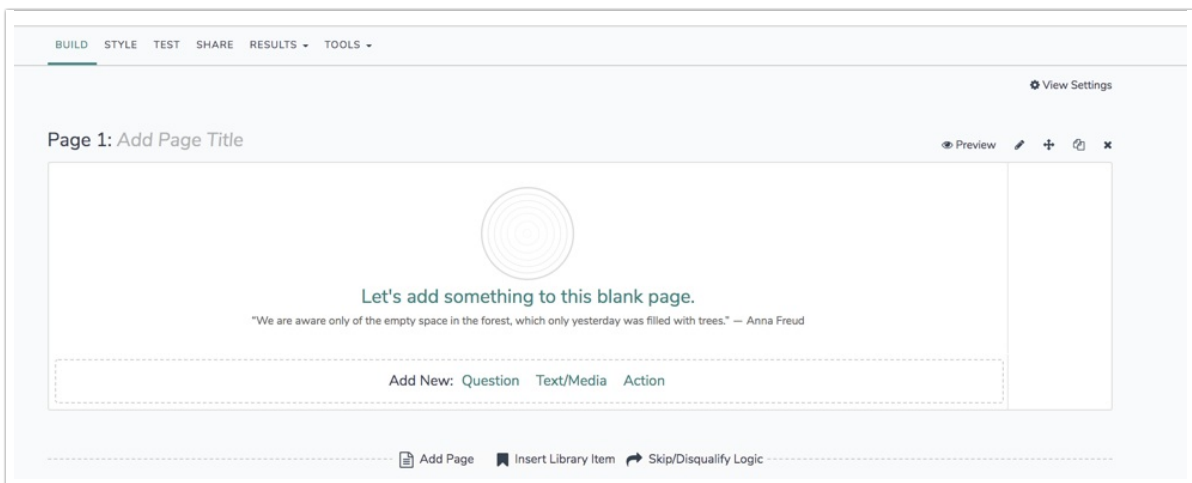 BUILD STYLE TEST SHARE RESULTS TOOLS
View Settings
Page 1: Add Page Title
Preview
Let's add something to this blank page.
"We are aware only of the empty space in the forest, which only yesterday was filled with trees." — Anna Freud
Add New: Question Text/Media Action
Add Page Insert Library Item Skip/Disqualify Logic